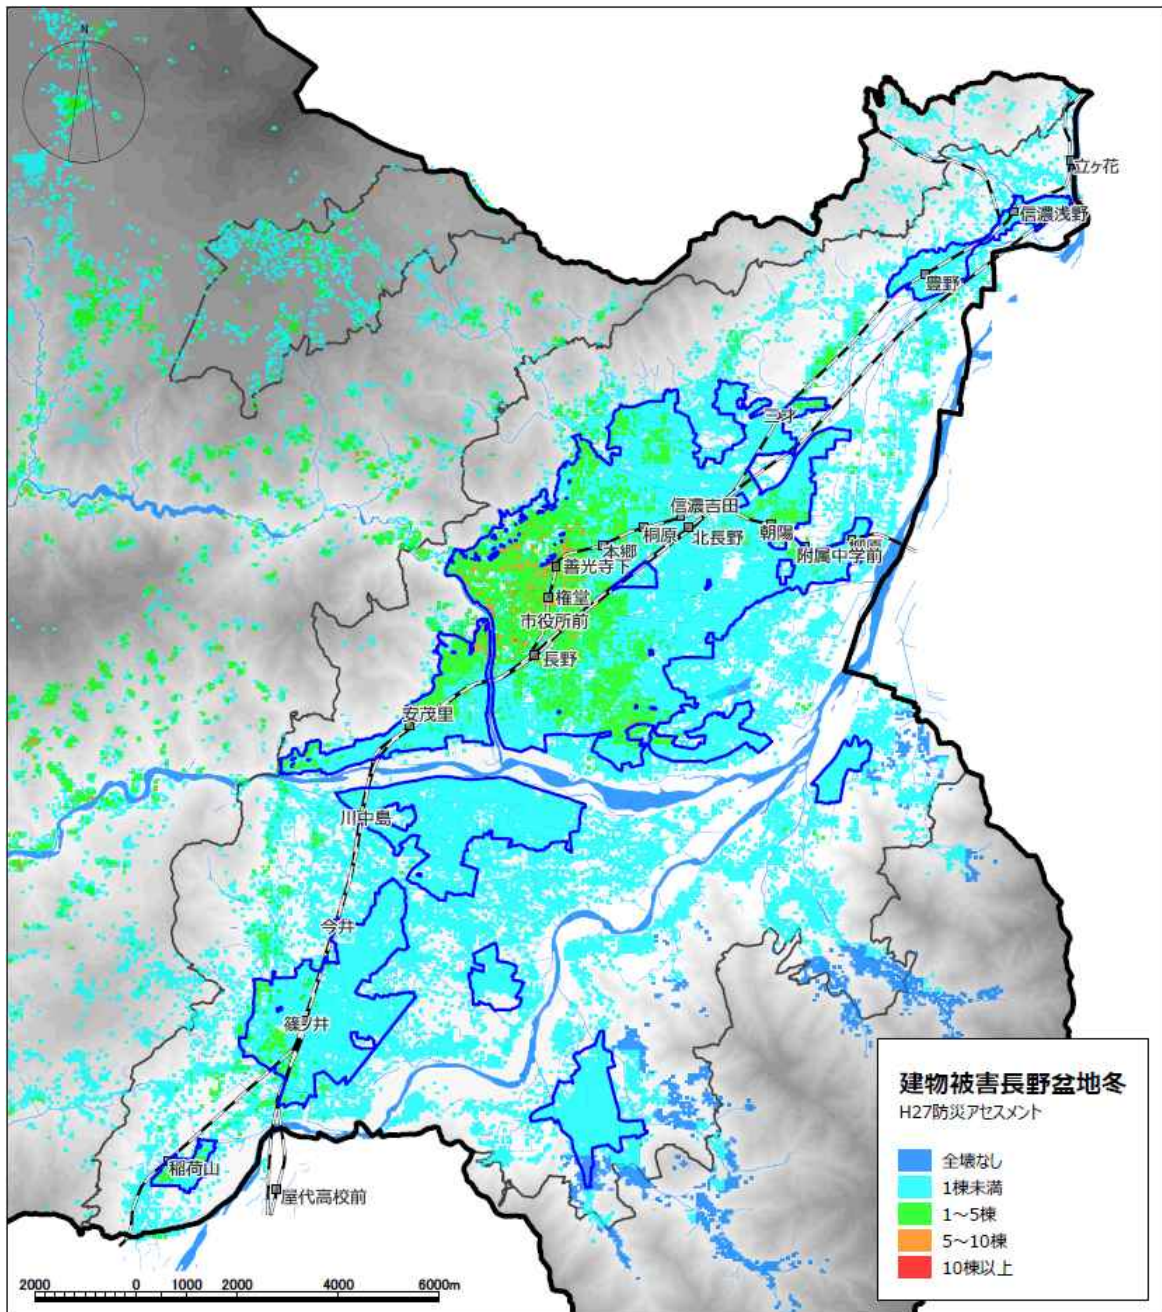 N
立ヶ花
信濃浅野
豊野
三才
信濃吉田
桐原
北長野
朝陽
本郷
附属中学前
善光寺下
権堂
市役所前
長野
安茂里
川中島
今井
篠ノ井
稲荷山
屋代高校前
建物被害長野盆地冬
H27防災アセスメント
全壊なし
1棟未満
1～5棟
5～10棟
10棟以上
2000 0 1000 2000 4000 6000m